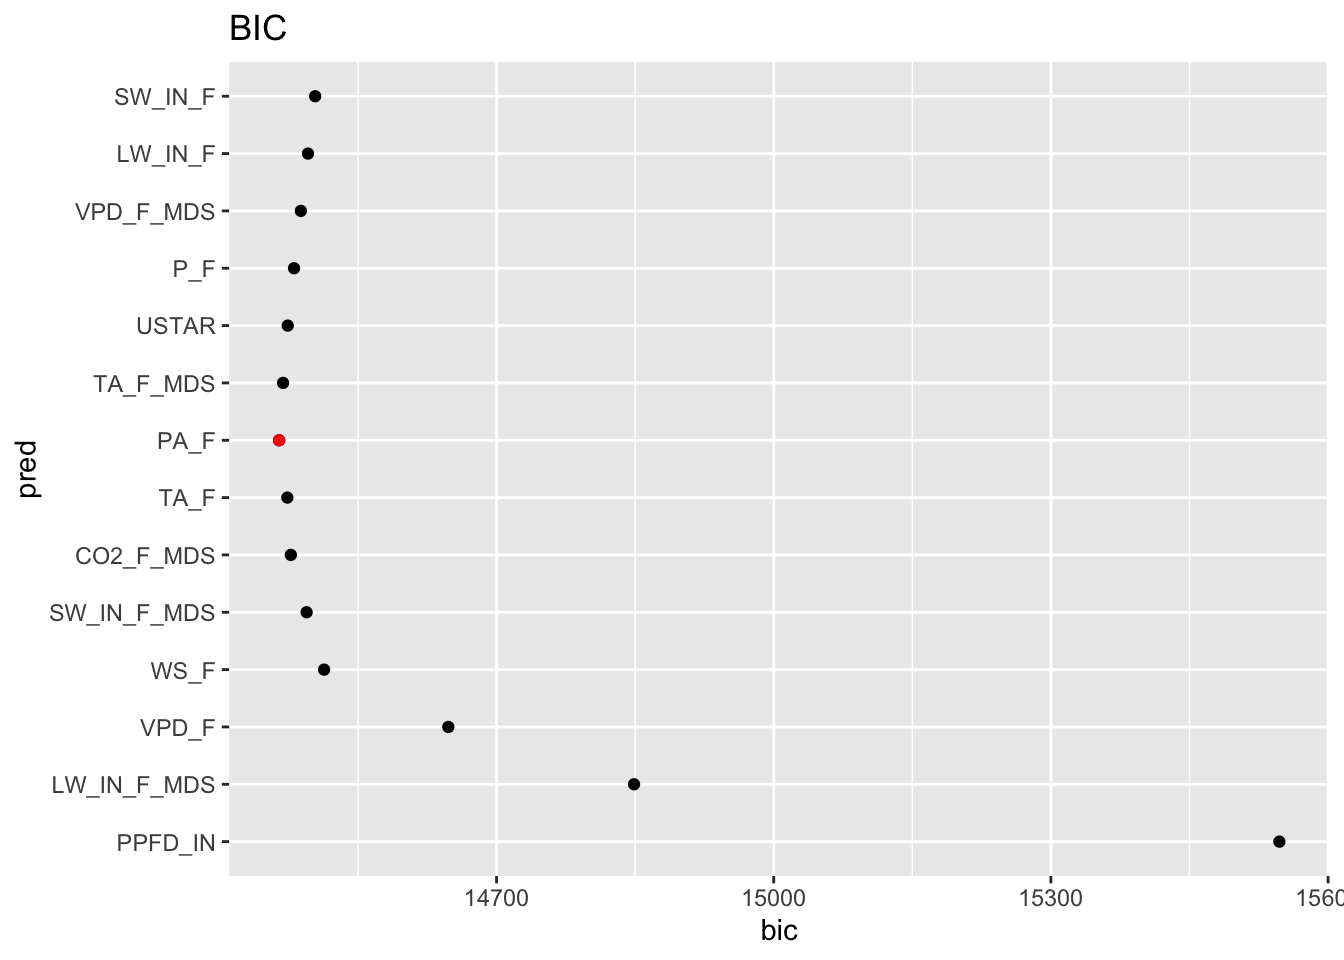 BIC
SW_IN_F
LW_IN_F
VPD_F_MDS
P_F
USTAR
TA_F_MDS
PA_F
TA_F
CO2_F_MDS
SW_IN_F_MDS
WS_F
VPD_F
LW_IN_F_MDS
PPFD_IN
pred
14700 15000 15300 1560
bic